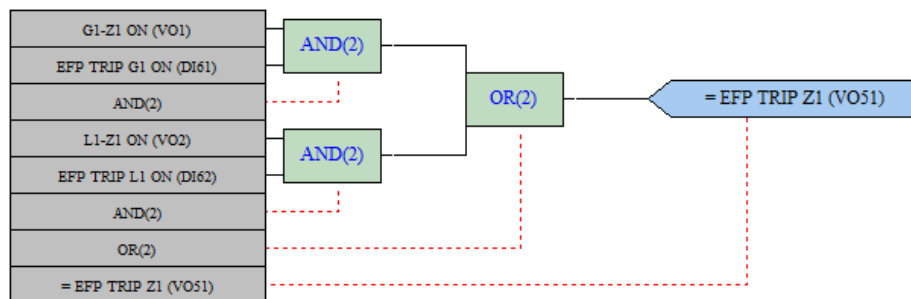 G1-Z1 ON (VO1)
EFP TRIP G1 ON (DI61)
AND(2)
L1-Z1 ON (VO2)
EFP TRIP L1 ON (DI62)
AND(2)
OR(2)
= EFP TRIP Z1 (VO51)
AND(2)
AND(2)
OR(2)
= EFP TRIP Z1 (VO51)